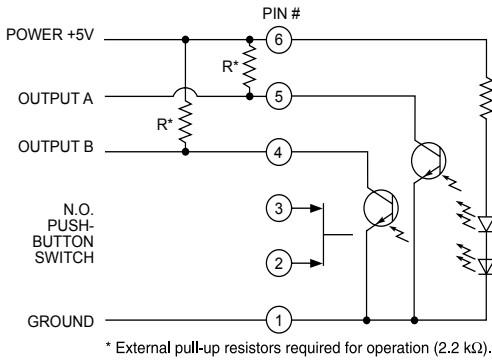 PIN #
POWER +5V
6
R*
OUTPUT A
5
R*
OUTPUT B
4
N.O.
PUSH-
BUTTON
SWITCH
3
2
GROUND
1
* External pull-up resistors required for operation (2.2 kΩ).